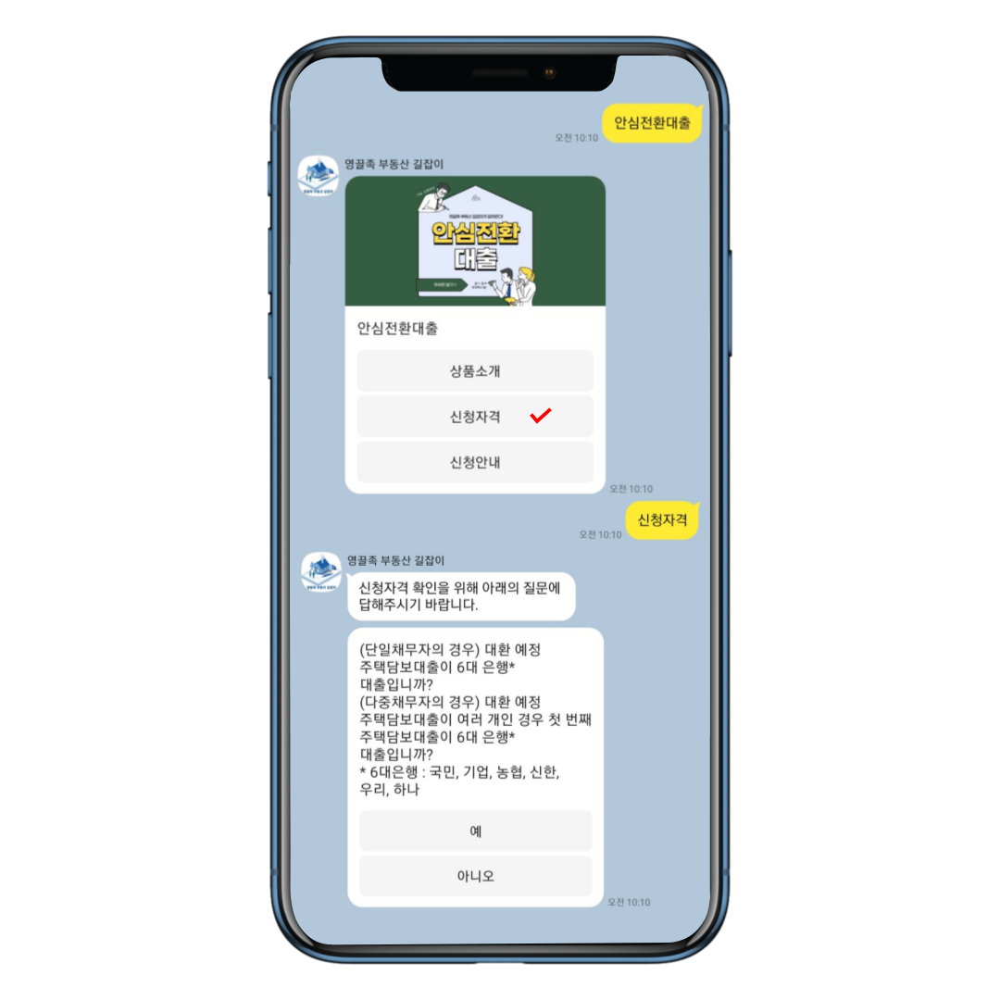 안심전환대출
오전 10:10
영끌족 부동산 길잡이
안심전환
대출
안심전환대출
상품소개
신청자격
신청안내
오전 10:10
신청자격
오전 10:10
영끌족 부동산 길잡이
신청자격 확인을 위해 아래의 질문에
답해주시기 바랍니다.
(단일채무자의 경우) 대환 예정
주택담보대출이 6대 은행*
대출입니까?
(다중채무자의 경우) 대환 예정
주택담보대출이 여러 개인 경우 첫 번째
주택담보대출이 6대 은행*
대출입니까?
* 6대은행 : 국민, 기업, 농협, 신한,
우리, 하나
예
아니오
오전 10:10